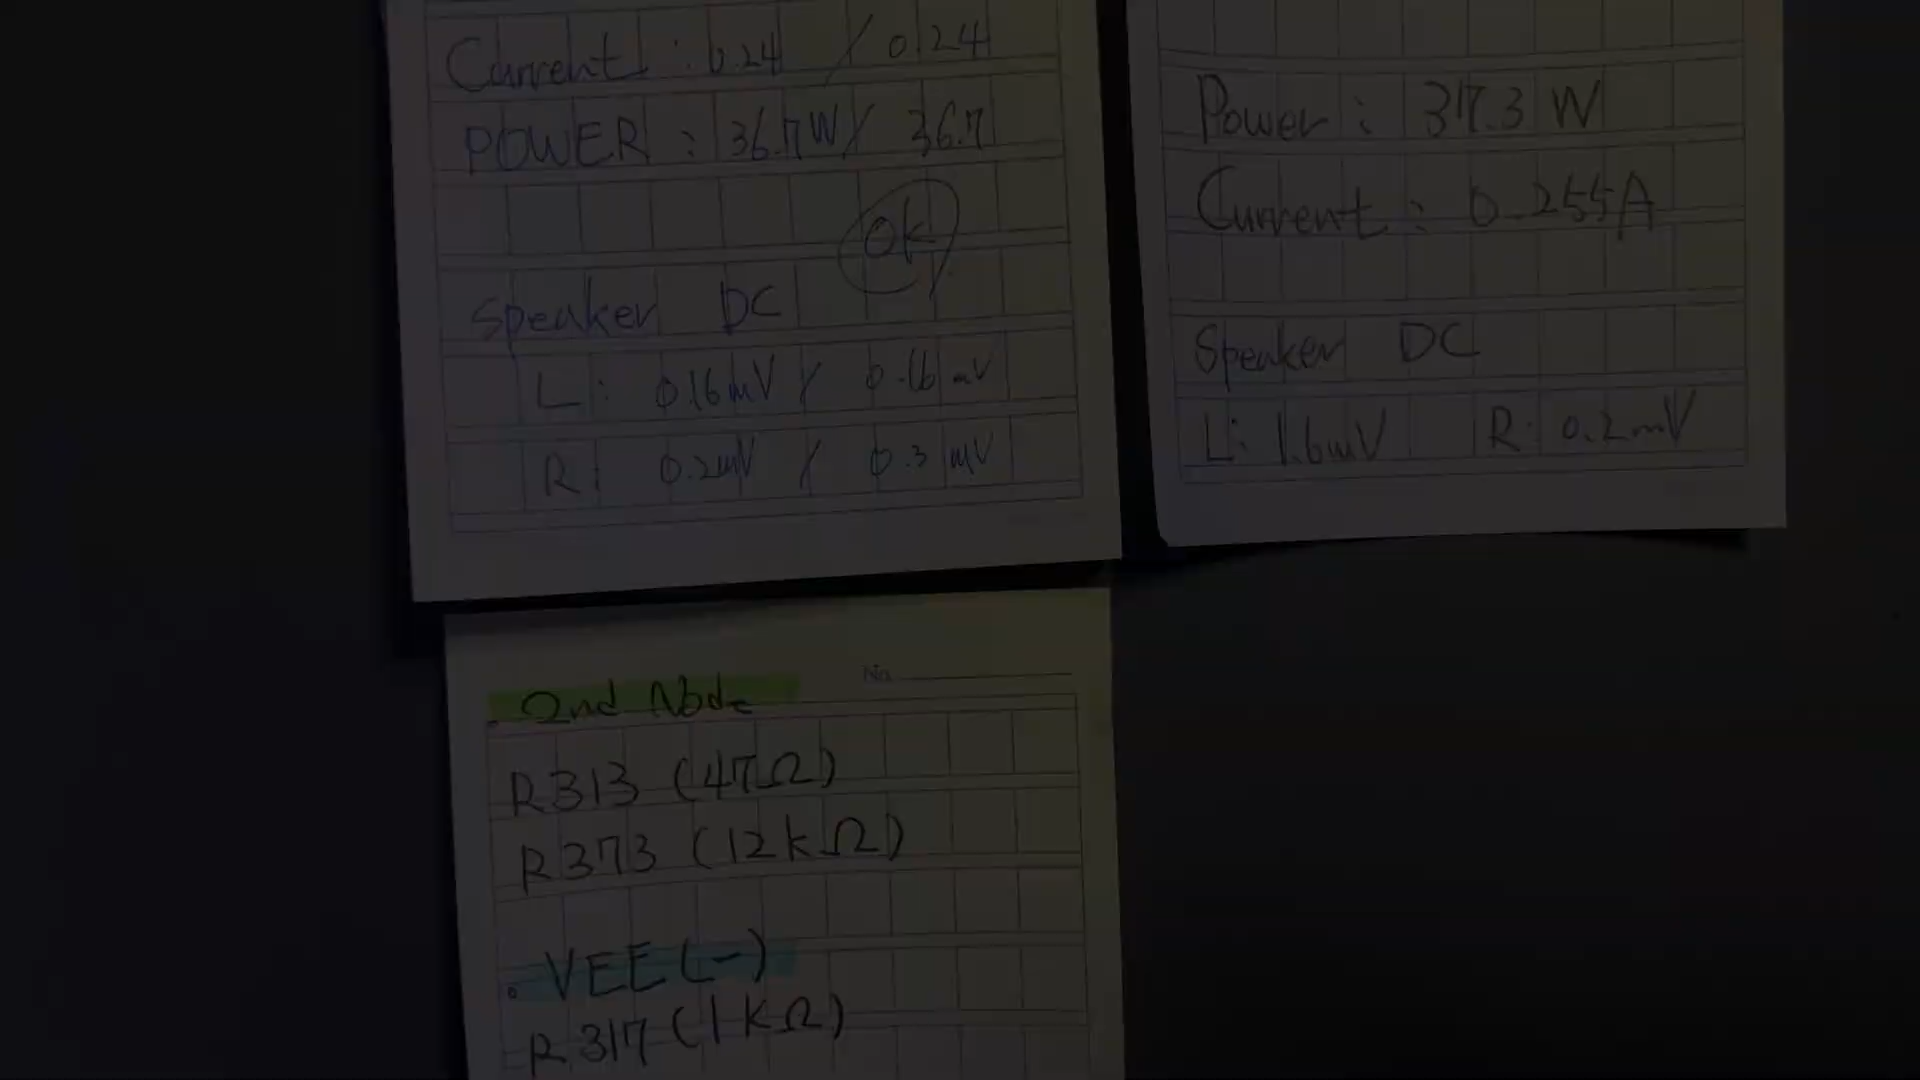 Current : 0.24 / 0.24
POWER : 36.7W / 36.7
OK
Speaker DC
L : 0.16mV / 0.16mV
R : 0.2mV / 0.3mV
Power : 37.3 W
Current : 0.255A
Speaker DC
L: 1.6mV R: 0.2mV
No.
. 2nd Node
R313 (47Ω)
R373 (12kΩ)
. VEE (-)
R317 (1KΩ)